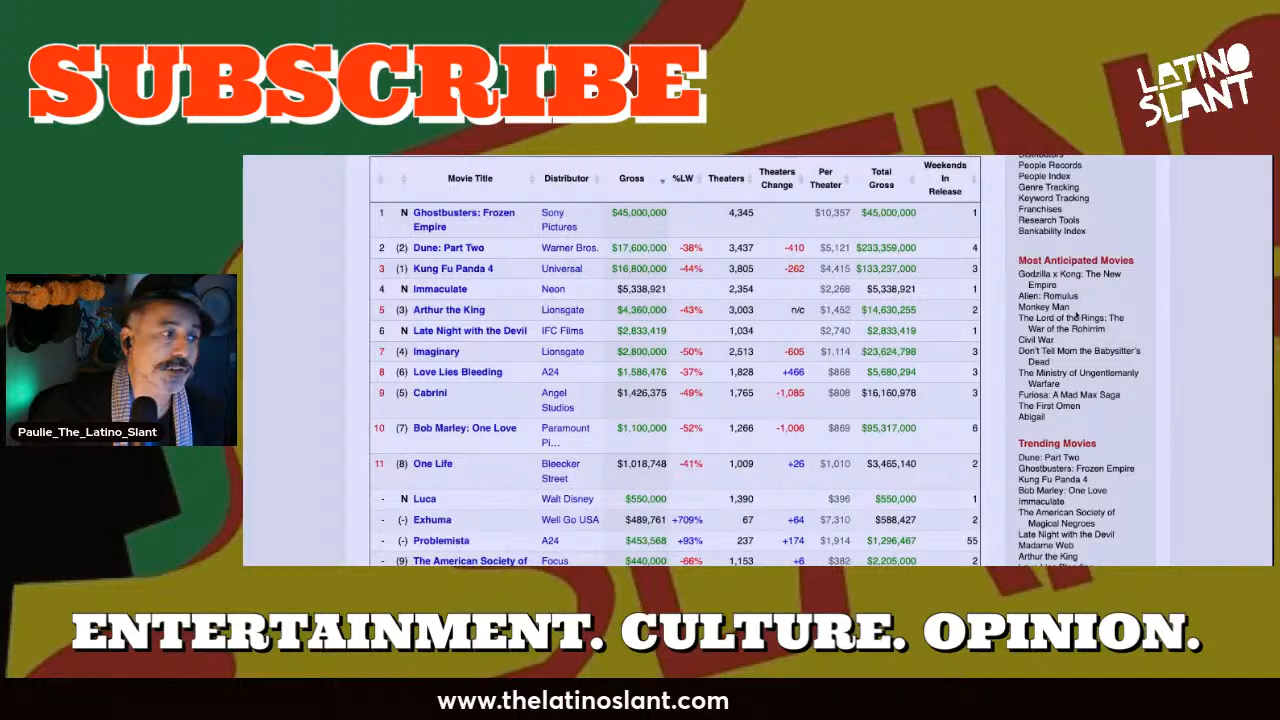 SUBSCRIBE
LATINO
SLANT
Movie Title Distributor Gross %LW Theaters Theaters Change Per Theater Total Gross Weekends In Release
1 N Ghostbusters: Frozen Empire Sony Pictures $45,000,000 4,345 $10,357 $45,000,000 1
2 (2) Dune: Part Two Warner Bros. $17,600,000 -38% 3,437 -410 $5,121 $233,359,000 4
3 (1) Kung Fu Panda 4 Universal $16,800,000 -44% 3,805 -262 $4,415 $133,237,000 3
4 N Immaculate Neon $5,338,921 2,354 $2,268 $5,338,921 1
5 (3) Arthur the King Lionsgate $4,360,000 -43% 3,003 n/c $1,452 $14,630,255 2
6 N Late Night with the Devil IFC Films $2,833,419 1,034 $2,740 $2,833,419 1
7 (4) Imaginary Lionsgate $2,800,000 -50% 2,513 -605 $1,114 $23,624,798 3
8 (6) Love Lies Bleeding A24 $1,586,476 -37% 1,828 +466 $868 $5,680,294 3
9 (5) Cabrini Angel Studios $1,426,375 -49% 1,765 -1,085 $808 $16,160,978 3
10 (7) Bob Marley: One Love Paramount Pi... $1,100,000 -52% 1,266 -1,006 $869 $95,317,000 6
11 (8) One Life Bleecker Street $1,018,748 -41% 1,009 +26 $1,010 $3,465,140 2
- N Luca Walt Disney $550,000 1,390 $396 $550,000 1
- (-) Exhuma Well Go USA $489,761 +709% 67 +64 $7,310 $588,427 2
- (-) Problemista A24 $453,568 +93% 237 +174 $1,914 $1,296,467 55
- (9) The American Society of Focus $440,000 -66% 1,153 +6 $382 $2,205,000 2
People Records
People Index
Genre Tracking
Keyword Tracking
Franchises
Research Tools
Bankability Index
Most Anticipated Movies
Godzilla x Kong: The New
Empire
Alien: Romulus
Monkey Man
The Lord of the Rings: The
War of the Rohirrim
Civil War
Don't Tell Mom the Babysitter's
Dead
The Ministry of Ungentlemanly
Warfare
Furiosa: A Mad Max Saga
The First Omen
Abigail
Trending Movies
Dune: Part Two
Ghostbusters: Frozen Empire
Kung Fu Panda 4
Bob Marley: One Love
Immaculate
The American Society of
Magical Negroes
Late Night with the Devil
Madame Web
Arthur the King
Paulie_The_Latino_Slant
ENTERTAINMENT. CULTURE. OPINION.
www.thelatinoslant.com